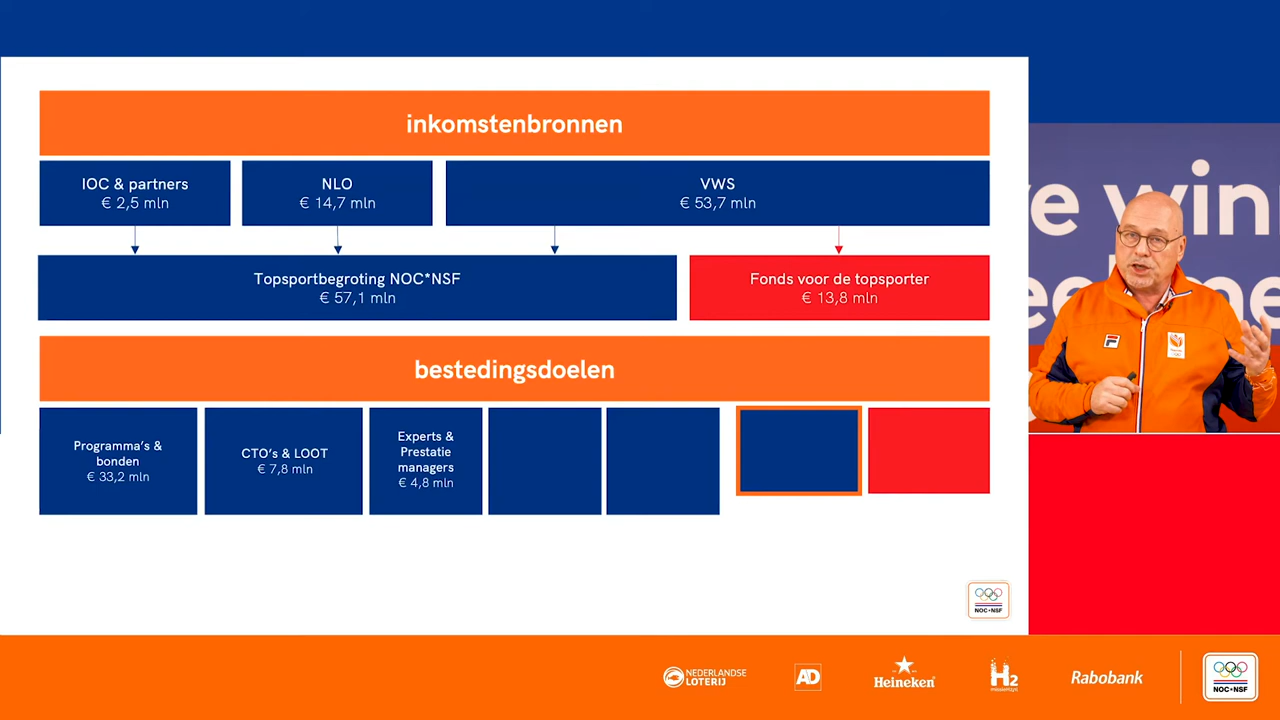 inkomstenbronnen
IOC & partners
€ 2,5 mln
NLO
€ 14,7 mln
VWS
€ 53,7 mln
Topsportbegroting NOC*NSF
€ 57,1 mln
Fonds voor de topsporter
€ 13,8 mln
bestedingsdoelen
Programma's &
bonden
€ 33,2 mln
CTO's & LOOT
€ 7,8 mln
Experts &
Prestatie
managers
€ 4,8 mln
NOC*NSF
FILA
NEDERLANDSE
LOTERIJ
AD
Heineken
H2
Rabobank
NOC*NSF